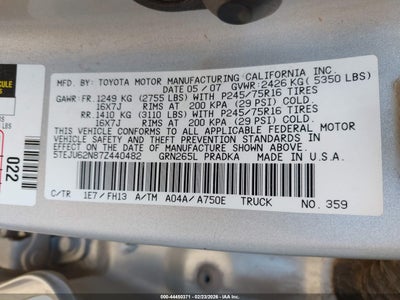 MFD. BY: TOYOTA MOTOR MANUFACTURING CALIFORNIA INC.
DATE 05/07 GVWR: 2426 KG (5350 LBS)
GAWR: FR. 1249 KG (2755 LBS) WITH P245/75R16 TIRES
16X7J RIMS AT 200 KPA (29 PSI) COLD.
RR. 1410 KG (3110 LBS) WITH P245/75R16 TIRES
16X7J RIMS AT 200 KPA (29 PSI) COLD.
THIS VEHICLE CONFORMS TO ALL APPLICABLE FEDERAL MOTOR
VEHICLE SAFETY AND THEFT PREVENTION STANDARDS IN
EFFECT ON THE DATE OF MANUFACTURE SHOWN ABOVE.
5TEJU62N87Z440482 GRN265L PRADKA MADE IN U.S.A.
C/TR 1E7/FH13 A/TM A04A/A750E TRUCK NO. 359
022
© 44460371 - 02/23/2026 - IAAI.com